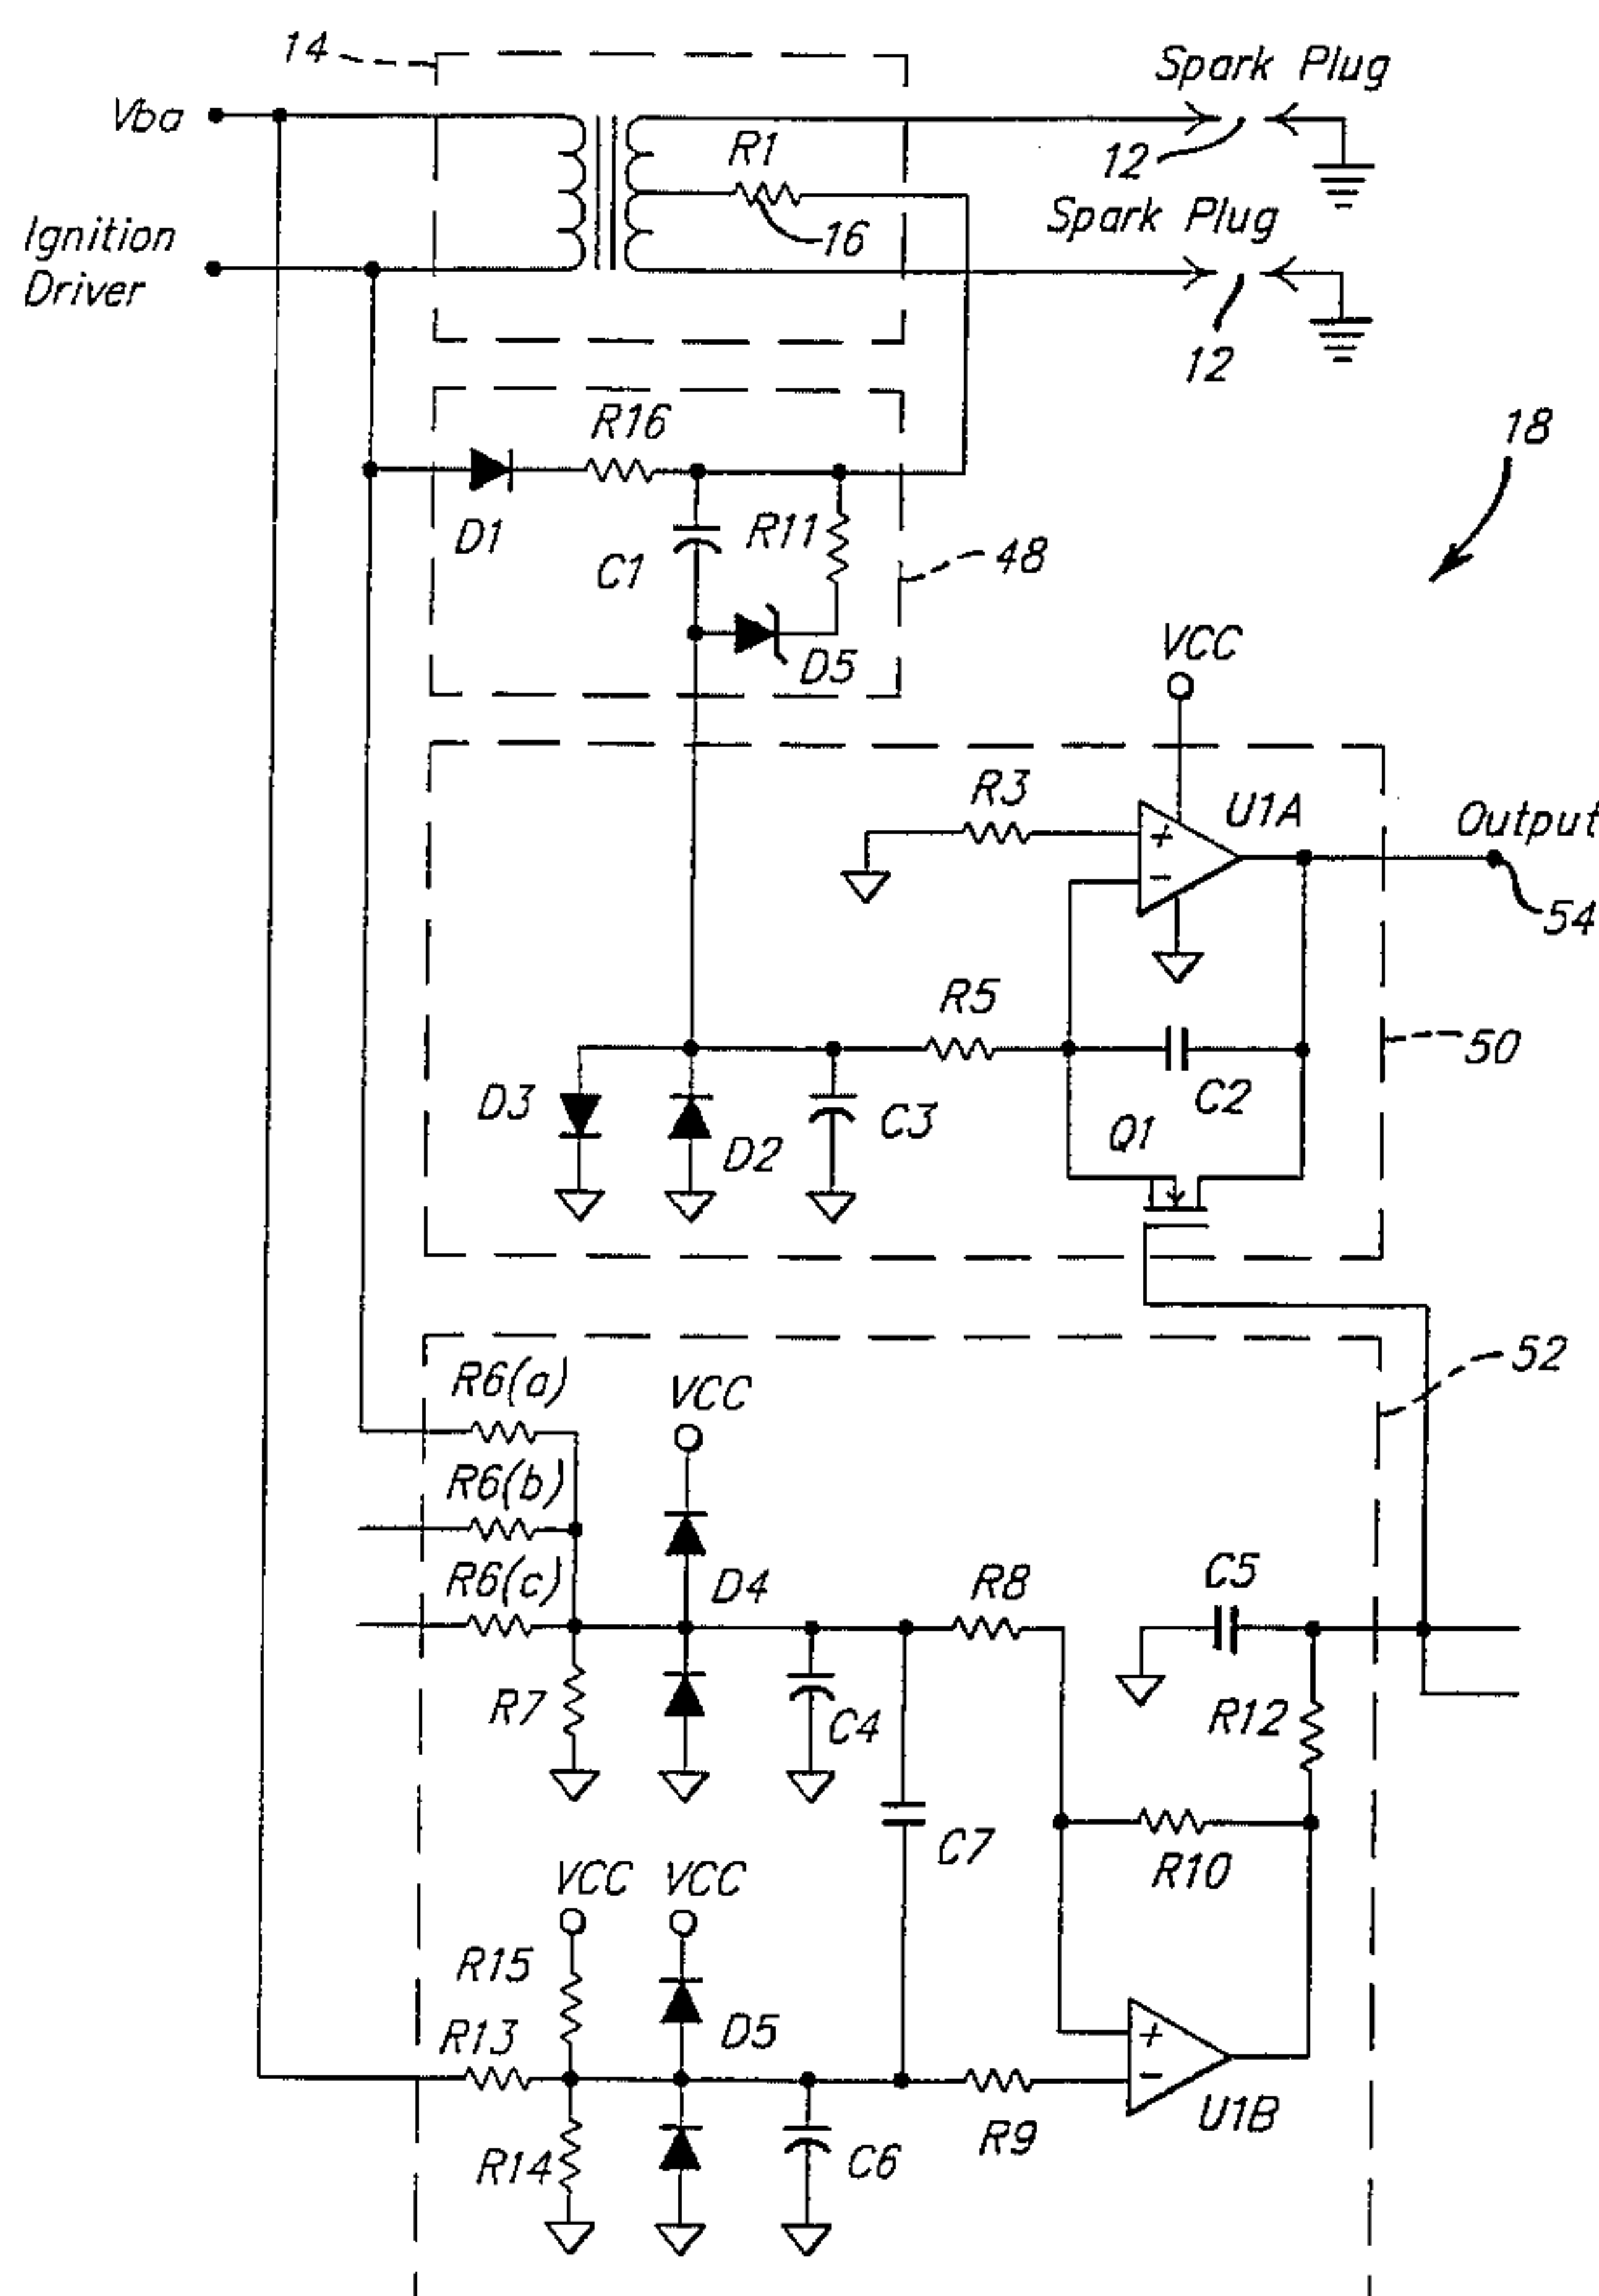 14
Spark Plug
Vba
R1
12
16
Spark Plug
Ignition
Driver
12
R16
18
D1
R11
C1
48
D5
VCC
R3
U1A
Output
54
R5
50
D3
C2
C3
Q1
D2
52
R6(a)
VCC
R6(b)
R6(c)
D4
R8
C5
R7
C4
R12
C7
R10
VCC
VCC
R15
D5
R13
U1B
R9
R14
C6
+
-
+
-